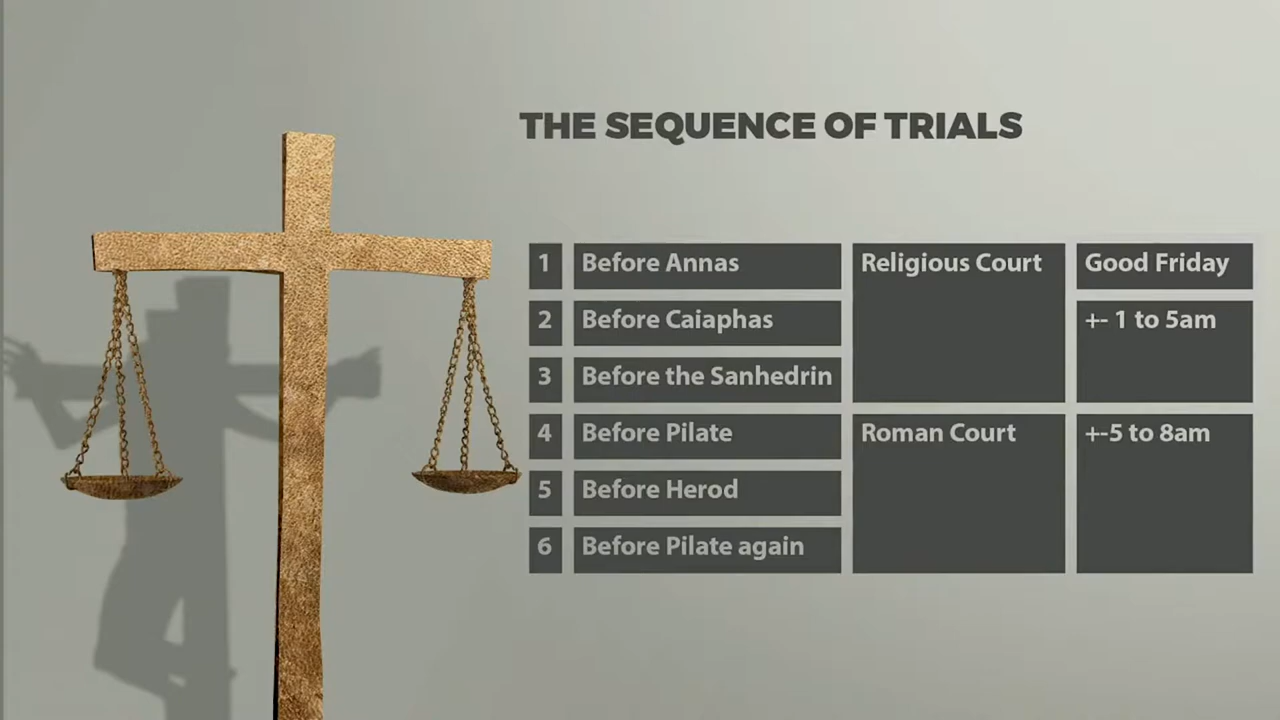 THE SEQUENCE OF TRIALS
1 Before Annas Religious Court Good Friday
2 Before Caiaphas +- 1 to 5am
3 Before the Sanhedrin
4 Before Pilate Roman Court +-5 to 8am
5 Before Herod
6 Before Pilate again